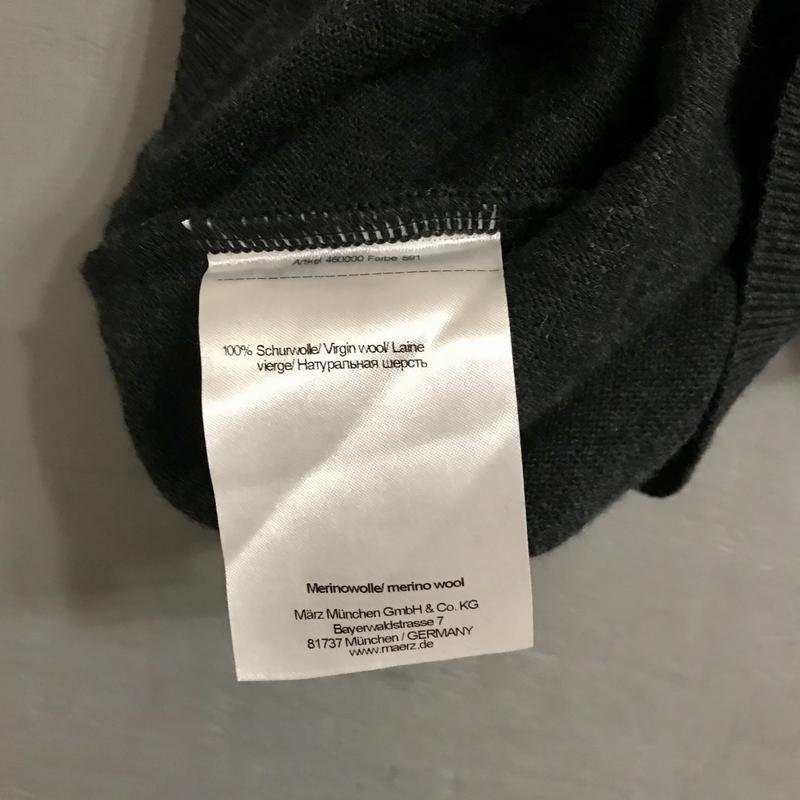 Artikel 460000 Farbe 591
100% Schurwolle/ Virgin wool/ Laine
vierge/ Натуральная шерсть
Merinowolle/ merino wool
März München GmbH & Co. KG
Bayerwaldstrasse 7
81737 München / GERMANY
www.maerz.de